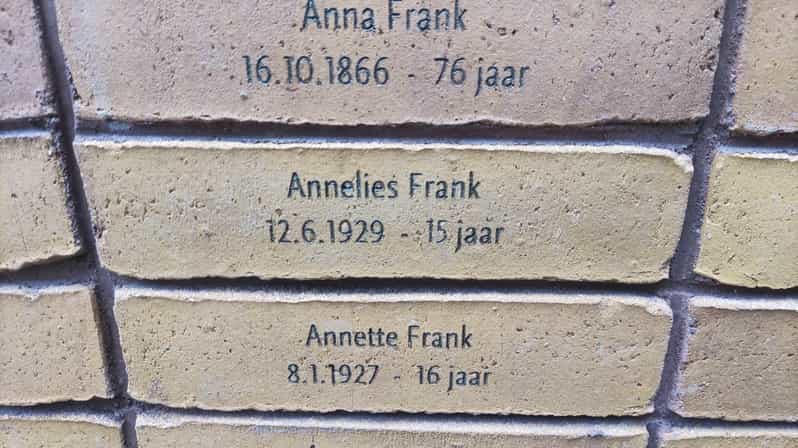 Anna Frank
16.10.1866 - 76 jaar
Annelies Frank
12.6.1929 - 15 jaar
Annette Frank
8.1.1927 - 16 jaar